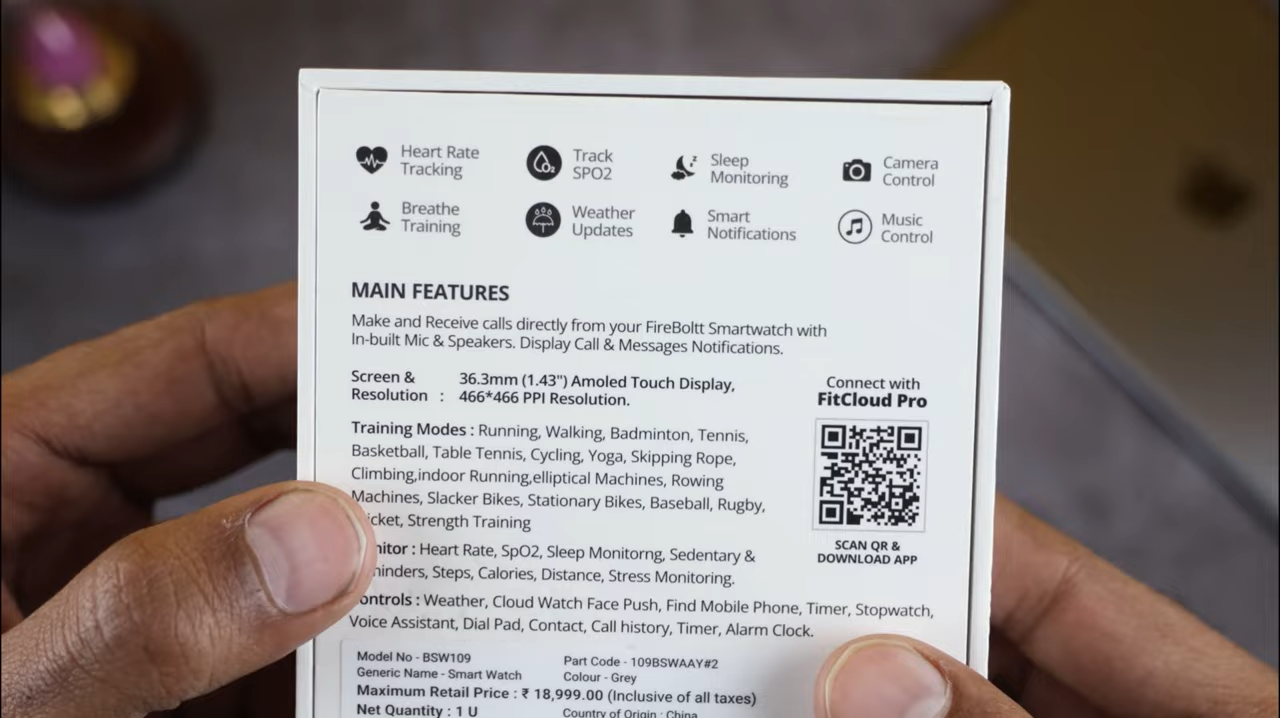 Heart Rate
Tracking
Track
SPO2
Sleep
Monitoring
Camera
Control
Breathe
Training
Weather
Updates
Smart
Notifications
Music
Control
MAIN FEATURES
Make and Receive calls directly from your FireBoltt Smartwatch with
In-built Mic & Speakers. Display Call & Messages Notifications.
Screen & 36.3mm (1.43") Amoled Touch Display,
Resolution : 466*466 PPI Resolution.
Training Modes : Running, Walking, Badminton, Tennis,
Basketball, Table Tennis, Cycling, Yoga, Skipping Rope,
Climbing,indoor Running,elliptical Machines, Rowing
Machines, Slacker Bikes, Stationary Bikes, Baseball, Rugby,
icket, Strength Training
nitor : Heart Rate, SpO2, Sleep Monitorng, Sedentary &
minders, Steps, Calories, Distance, Stress Monitoring.
ontrols : Weather, Cloud Watch Face Push, Find Mobile Phone, Timer, Stopwatch,
Voice Assistant, Dial Pad, Contact, Call history, Timer, Alarm Clock.
Connect with
FitCloud Pro
SCAN QR &
DOWNLOAD APP
Model No - BSW109
Part Code - 109BSWAAY#2
Generic Name - Smart Watch
Colour - Grey
Maximum Retail Price : ₹ 18,999.00 (Inclusive of all taxes)
Net Quantity : 1 U
Country of Origin : China